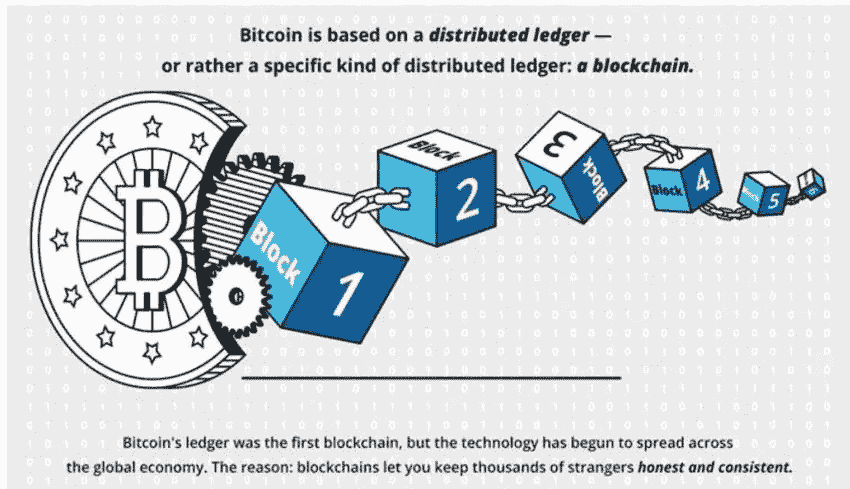 Bitcoin is based on a distributed ledger —
or rather a specific kind of distributed ledger: a blockchain.
Block
1
Block
2
3
Block
Block
4
5
Bitcoin's ledger was the first blockchain, but the technology has begun to spread across
the global economy. The reason: blockchains let you keep thousands of strangers honest and consistent.